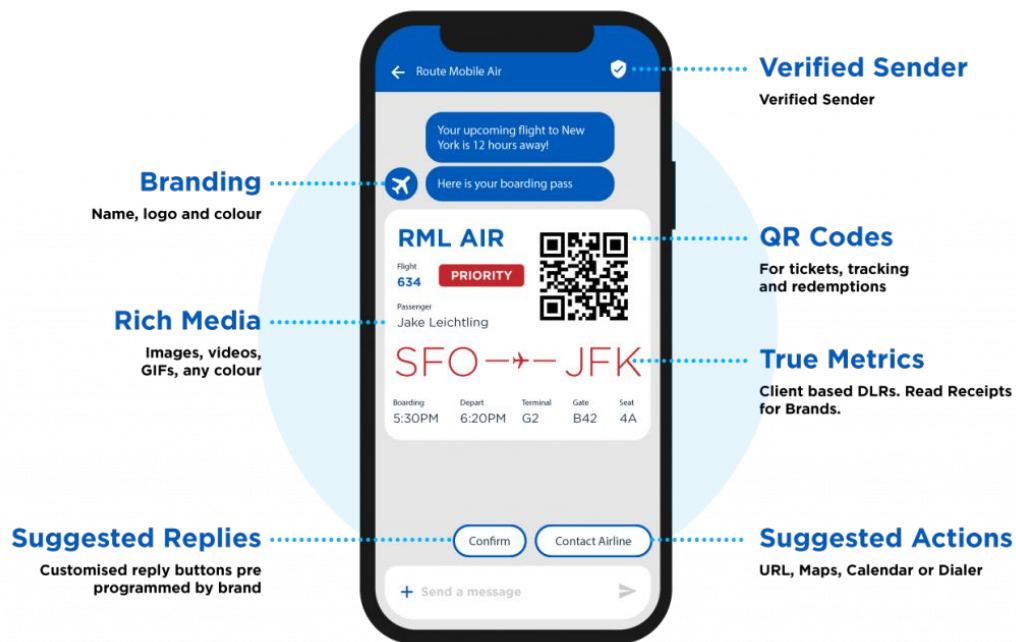 Route Mobile Air
Your upcoming flight to New
York is 12 hours away!
Here is your boarding pass
RML AIR
Flight
634
PRIORITY
Passenger
Jake Leichtling
SFO JFK
Boarding Depart Terminal Gate Seat
5:30PM 6:20PM G2 B42 4A
Confirm
Contact Airline
+ Send a message
Branding
Name, logo and colour
Rich Media
Images, videos,
GIFs, any colour
Suggested Replies
Customised reply buttons pre
programmed by brand
Verified Sender
Verified Sender
QR Codes
For tickets, tracking
and redemptions
True Metrics
Client based DLRs. Read Receipts
for Brands.
Suggested Actions
URL, Maps, Calendar or Dialer